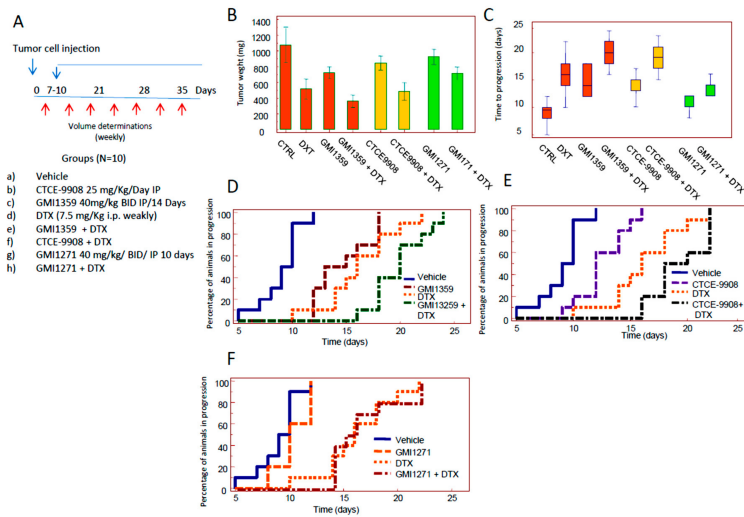 A
Tumor cell injection
0 7-10 21 28 35 Days
Volume determinations
(weekly)
Groups (N=10)
a) Vehicle
b) CTCE-9908 25 mg/Kg/Day IP
c) GMI1359 40mg/kg BID IP/14 Days
d) DTX (7.5 mg/Kg i.p. weekly)
e) GMI1359 + DTX
f) CTCE-9908 + DTX
g) GMI1271 40 mg/kg/ BID/ IP 10 days
h) GMI1271 + DTX
B
Tumor weight (mg)
1400
1200
1000
800
600
400
200
CTRL
DXT
GMI1359
GMI1359 + DTX
CTCE9908
CTCE9908 + DTX
GMI1271
GMI171 + DTX
C
Time to progression (days)
25
20
15
10
5
CTRL
DXT
GMI1359
GMI1359 + DTX
CTCE9908
CTCE-9908 + DTX
GMI1271
GMI1271 + DTX
D
Percentage of animals in progression
100
80
60
40
20
0
5 10 15 20 25
Time (days)
Vehicle
GMI1359
DTX
GMI13259 +
DTX
E
Percentage of animals in progression
100
80
60
40
20
0
5 10 15 20 25
Time (days)
Vehicle
CTCE-9908
DTX
CTCE-9908+
DTX
F
Percentage of animals in progression
100
80
60
40
20
0
5 10 15 20 25
Time (days)
Vehicle
GMI1271
DTX
GMI1271 + DTX